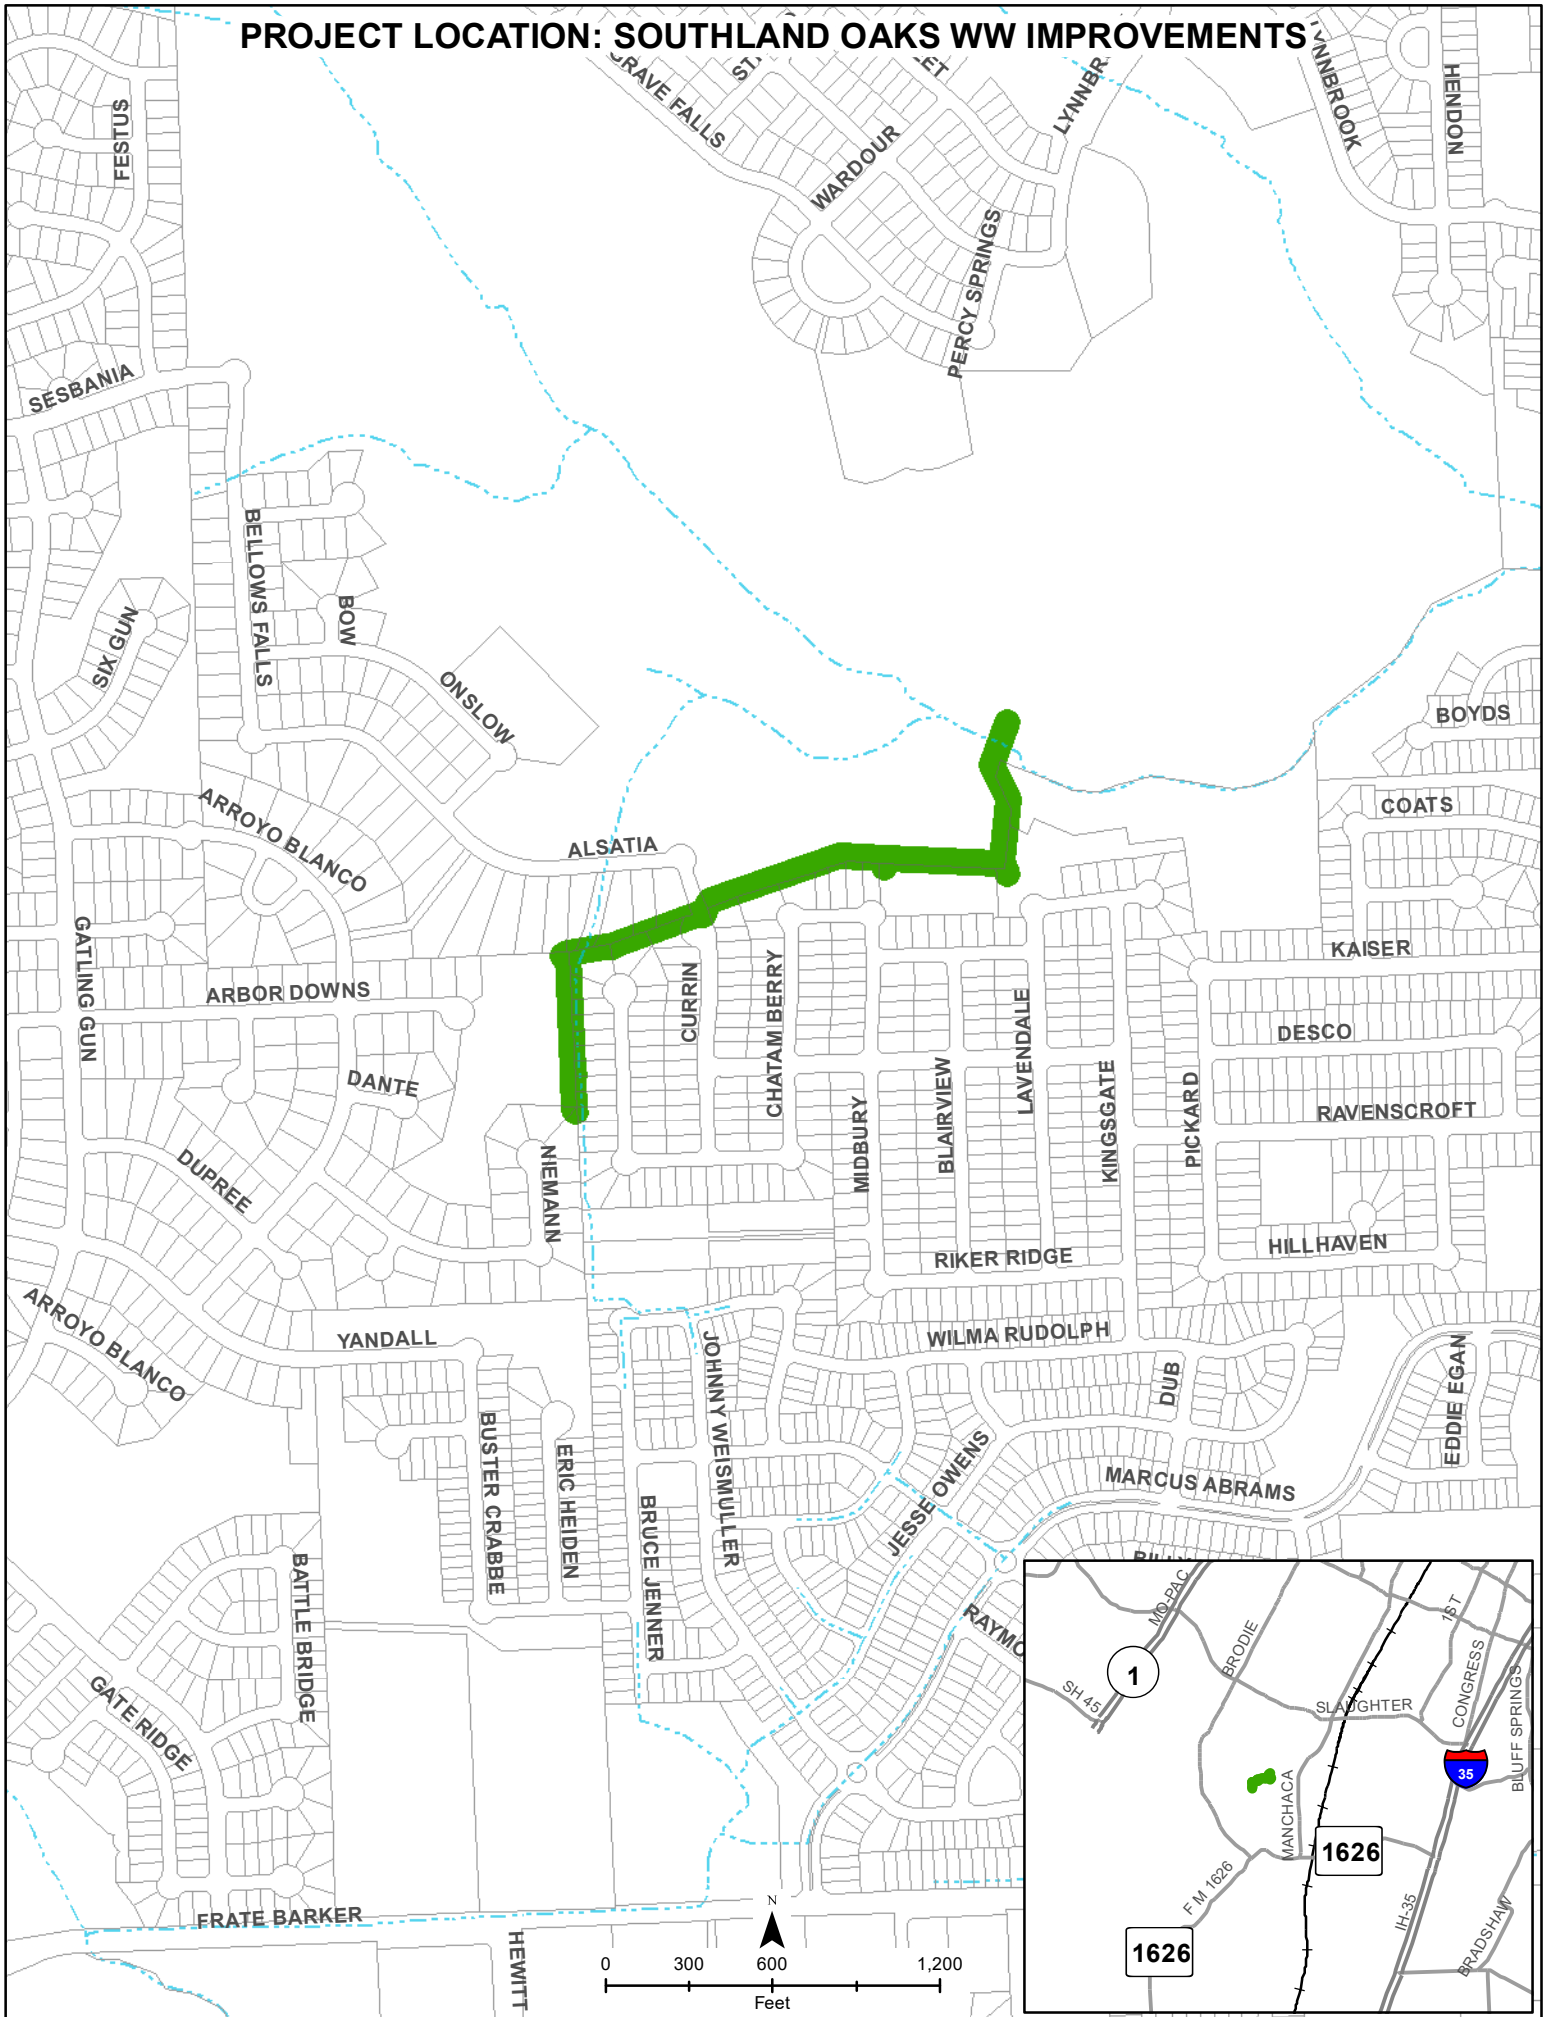 PROJECT LOCATION: SOUTHLAND OAKS WW IMPROVEMENTS
GRAVE FALLS
WARDOUR
LYNNBR
YNNBROOK
HENDON
FESTUS
PERCY SPRINGS
SESBANIA
BELLOWS FALLS
BOW
SIX GUN
ONSLOW
BOYDS
ARROYO BLANCO
ALSATIA
COATS
GATLING GUN
ARBOR DOWNS
CURRIN
CHATAM BERRY
KAISER
DESCO
LAVENDALE
DANTE
MIDBURY
BLAIRVIEW
KINGSGATE
PICKARD
RAVENSCROFT
DUPREE
NIEMANN
RIKER RIDGE
HILLHAVEN
ARROYO BLANCO
YANDALL
JOHNNY WEISMULLER
WILMA RUDOLPH
DUB
EDDIE EGAN
BUSTER CRABBE
ERIC HEIDEN
BRUCE JENNER
JESSE OWENS
MARCUS ABRAMS
BATTLE BRIDGE
RAYMO
GATE RIDGE
FRATE BARKER
HEWITT
N
0 300 600 1,200
Feet
MO-PAC
1
SH 45
BRODIE
SLAUGHTER
1ST
CONGRESS
BLUFF SPRINGS
35
MANCHACA
1626
F M 1626
1626
IH-35
BRADSHAW